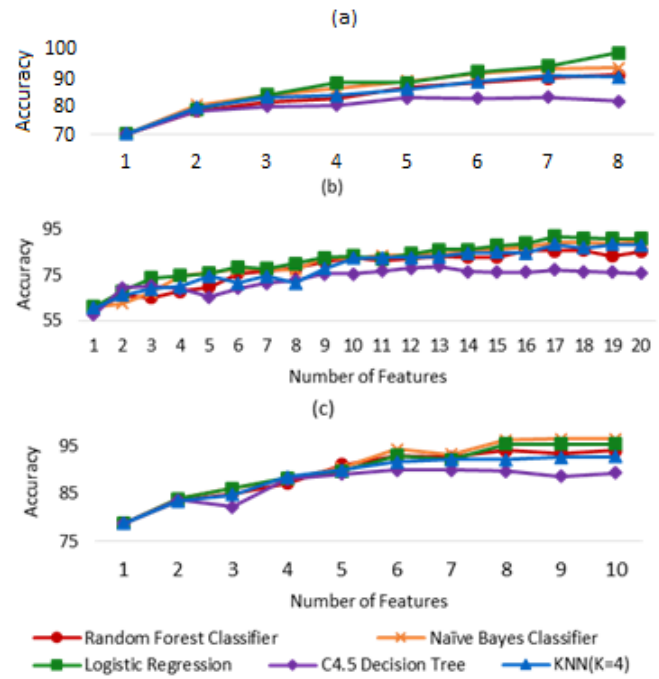 (a)
Accuracy
100
90
80
70
1 2 3 4 5 6 7 8
(b)
Accuracy
95
75
55
1 2 3 4 5 6 7 8 9 10 11 12 13 14 15 16 17 18 19 20
Number of Features
(c)
Accuracy
95
85
75
1 2 3 4 5 6 7 8 9 10
Number of Features
Random Forest Classifier Naïve Bayes Classifier
Logistic Regression C4.5 Decision Tree KNN(K=4)